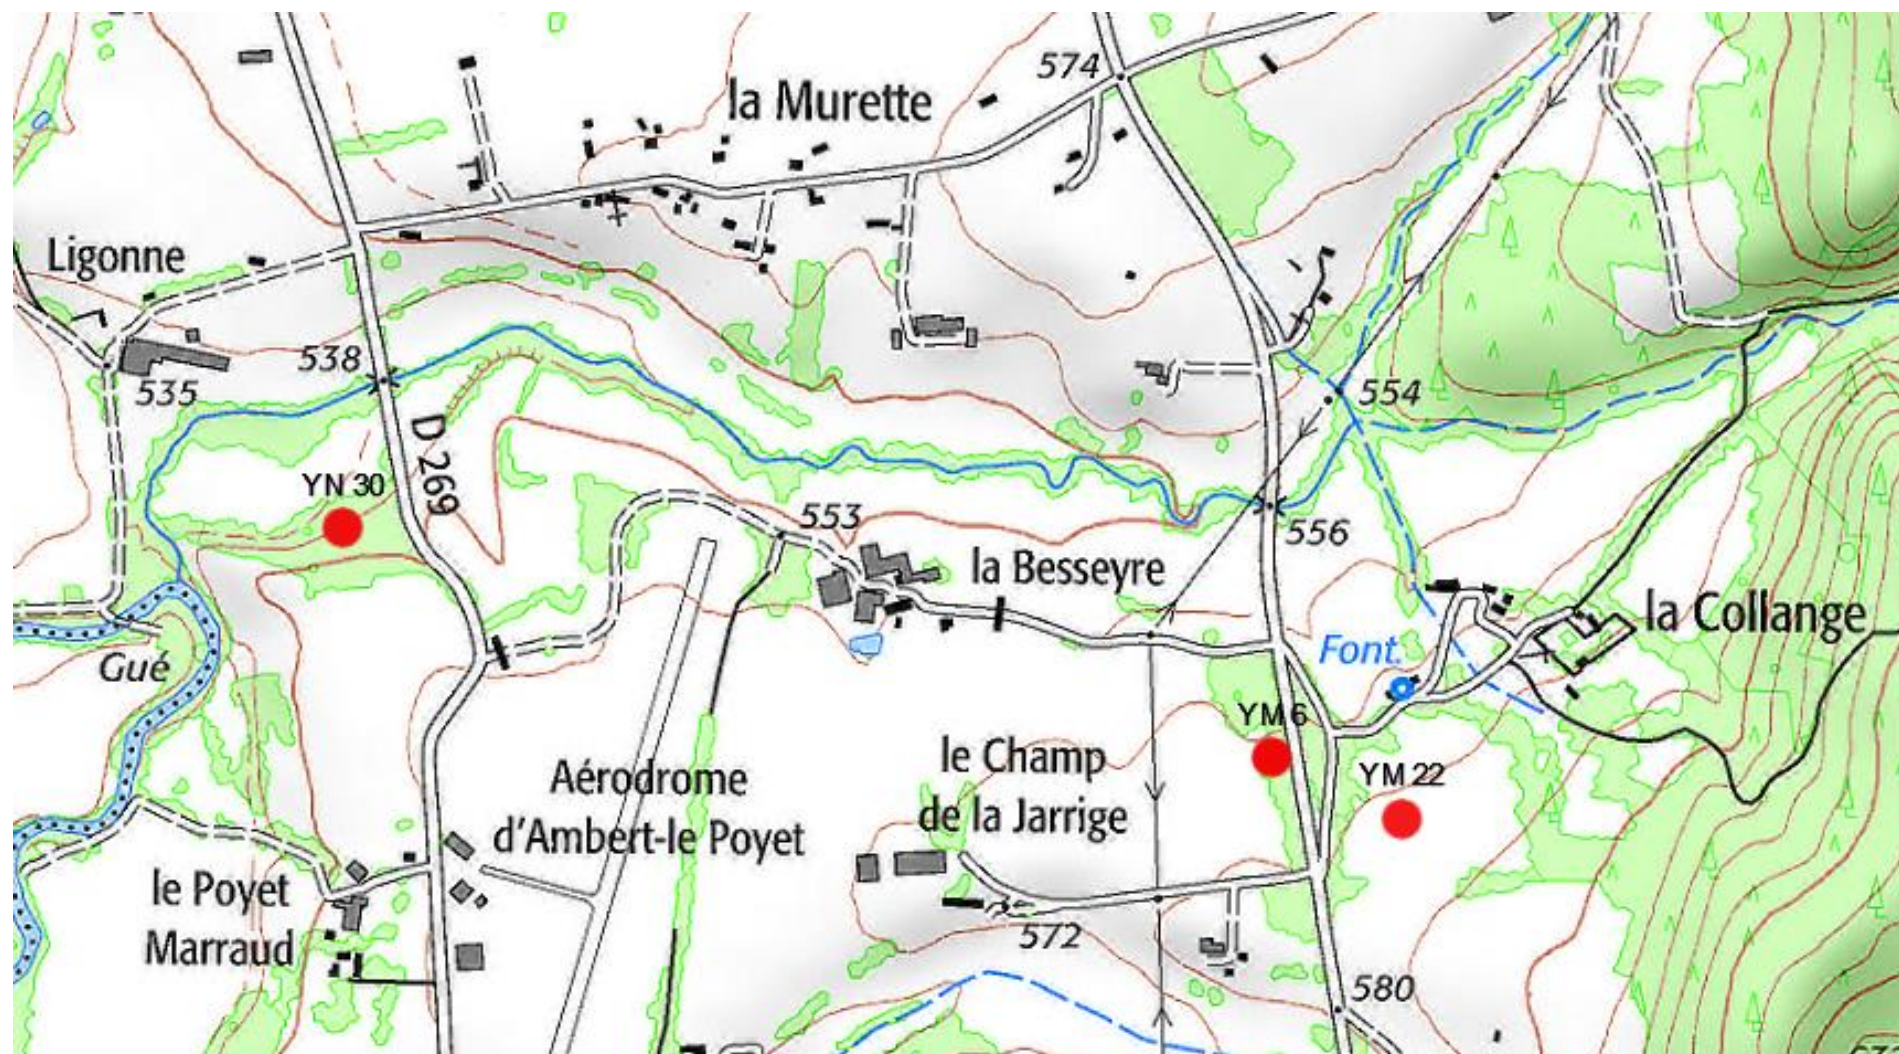 574
la Murette
Ligonne
538
535
554
D 269
YN 30
553
556
la Besseyre
la Collange
Gué
Font.
YM 6
le Champ
de la Jarrige
YM 22
Aérodrome
d'Ambert-le Poyet
le Poyet
Marraud
572
580